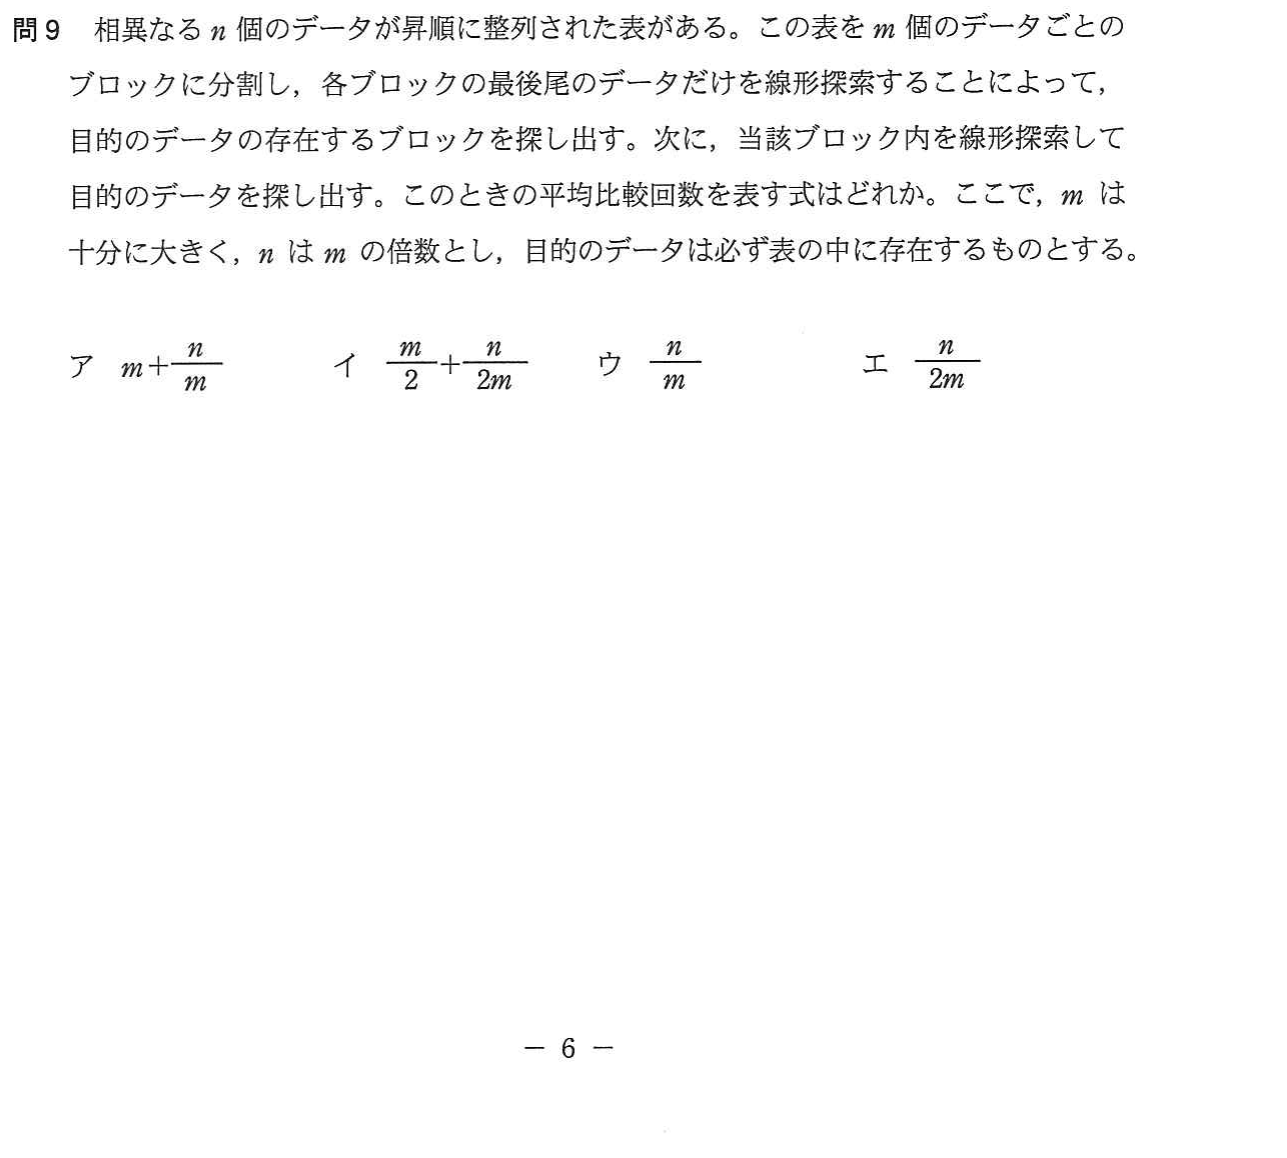 問9 相異なる n 個のデータが昇順に整列された表がある。この表を m 個のデータごとの
ブロックに分割し，各ブロックの最後尾のデータだけを線形探索することによって，
目的のデータの存在するブロックを探し出す。次に，当該ブロック内を線形探索して
目的のデータを探し出す。このときの平均比較回数を表す式はどれか。ここで，m は
十分に大きく，n は m の倍数とし，目的のデータは必ず表の中に存在するものとする。
ア m+n/m イ m/2+n/2m ウ n/m エ n/2m
— 6 —